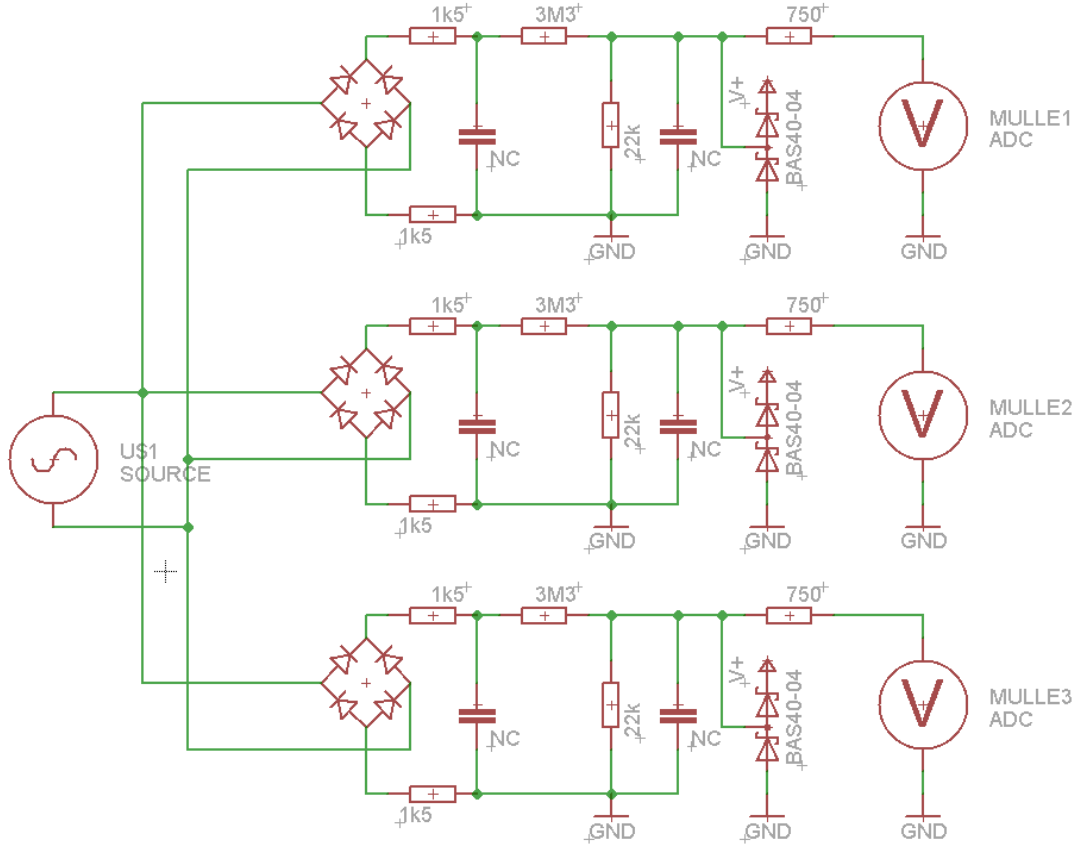 1k5
3M3
750
V+
BAS40-04
MULLE1
ADC
NC
22k
NC
1k5
GND
GND
GND
1k5
3M3
750
V+
BAS40-04
MULLE2
ADC
US1
SOURCE
NC
22k
NC
1k5
GND
GND
GND
1k5
3M3
750
V+
BAS40-04
MULLE3
ADC
NC
22k
NC
1k5
GND
GND
GND